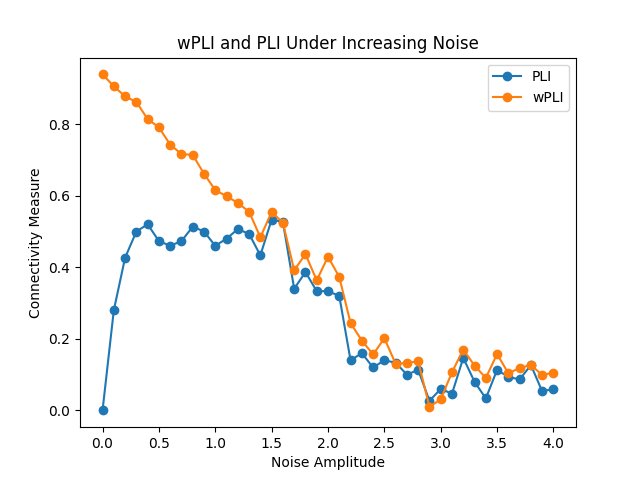 wPLI and PLI Under Increasing Noise
PLI
wPLI
Connectivity Measure
0.8
0.6
0.4
0.2
0.0
0.0 0.5 1.0 1.5 2.0 2.5 3.0 3.5 4.0
Noise Amplitude